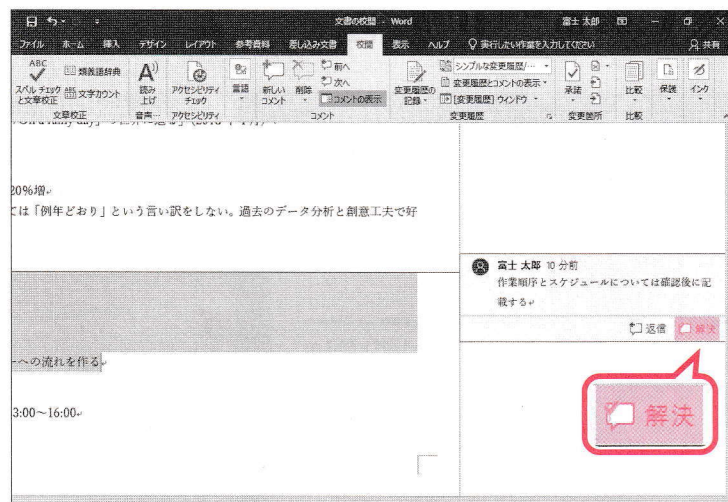 文書の校閲 - Word
富士 太郎
ファイル ホーム 挿入 デザイン レイアウト 参考資料 差し込み文書 校閲 表示 ヘルプ 実行したい作業を入力してください 共有
ABC
スペル チェックと文章校正
類義語辞典
文字カウント
文章校正
読み上げ
音声…
アクセシビリティ チェック
アクセシビリティ
言語
新しいコメント
削除
前へ
次へ
コメントの表示
コメント
変更履歴の記録
シンプルな変更履歴/…
変更履歴とコメントの表示
[変更履歴] ウィンドウ
変更履歴
承諾
変更箇所
比較
比較
保護
インク
20%増
ては「例年どおり」という言い訳をしない。過去のデータ分析と創意工夫で好
富士 太郎 10 分前
作業順序とスケジュールについては確認後に記
載する
返信 解決
ーへの流れを作る
3:00～16:00
解決